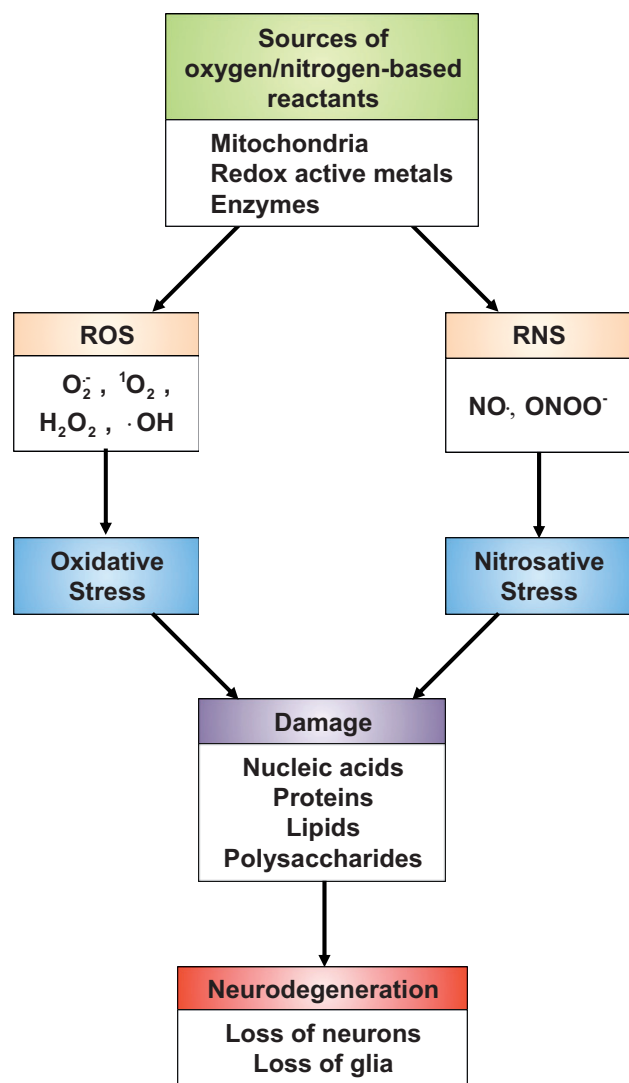 Sources of
oxygen/nitrogen-based
reactants
Mitochondria
Redox active metals
Enzymes
ROS
O₂·⁻ , ¹O₂ ,
H₂O₂ , ·OH
RNS
NO·, ONOO⁻
Oxidative
Stress
Nitrosative
Stress
Damage
Nucleic acids
Proteins
Lipids
Polysaccharides
Neurodegeneration
Loss of neurons
Loss of glia